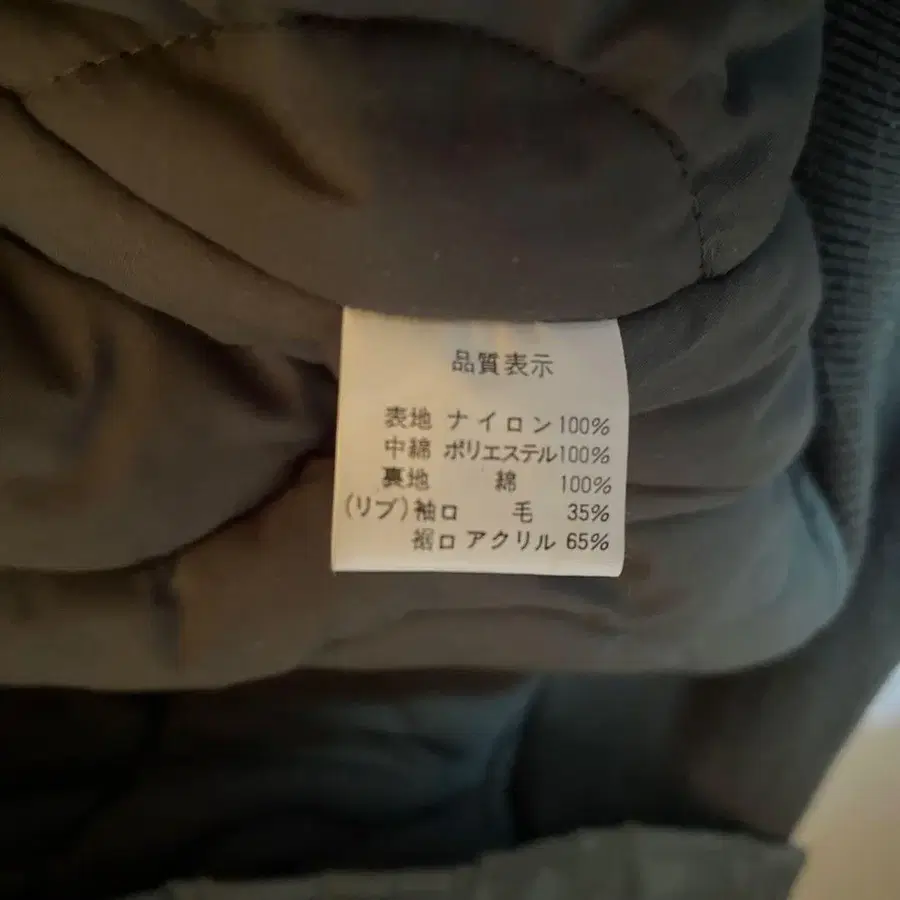 品質表示
表地 ナイロン100%
中綿 ポリエステル100%
裏地 綿 100%
(リブ)袖口 毛 35%
裾口 アクリル 65%